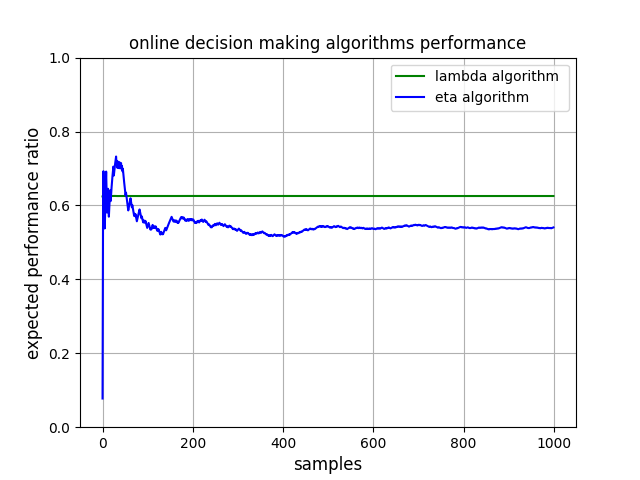 online decision making algorithms performance
lambda algorithm
eta algorithm
expected performance ratio
1.0
0.8
0.6
0.4
0.2
0.0
0 200 400 600 800 1000
samples